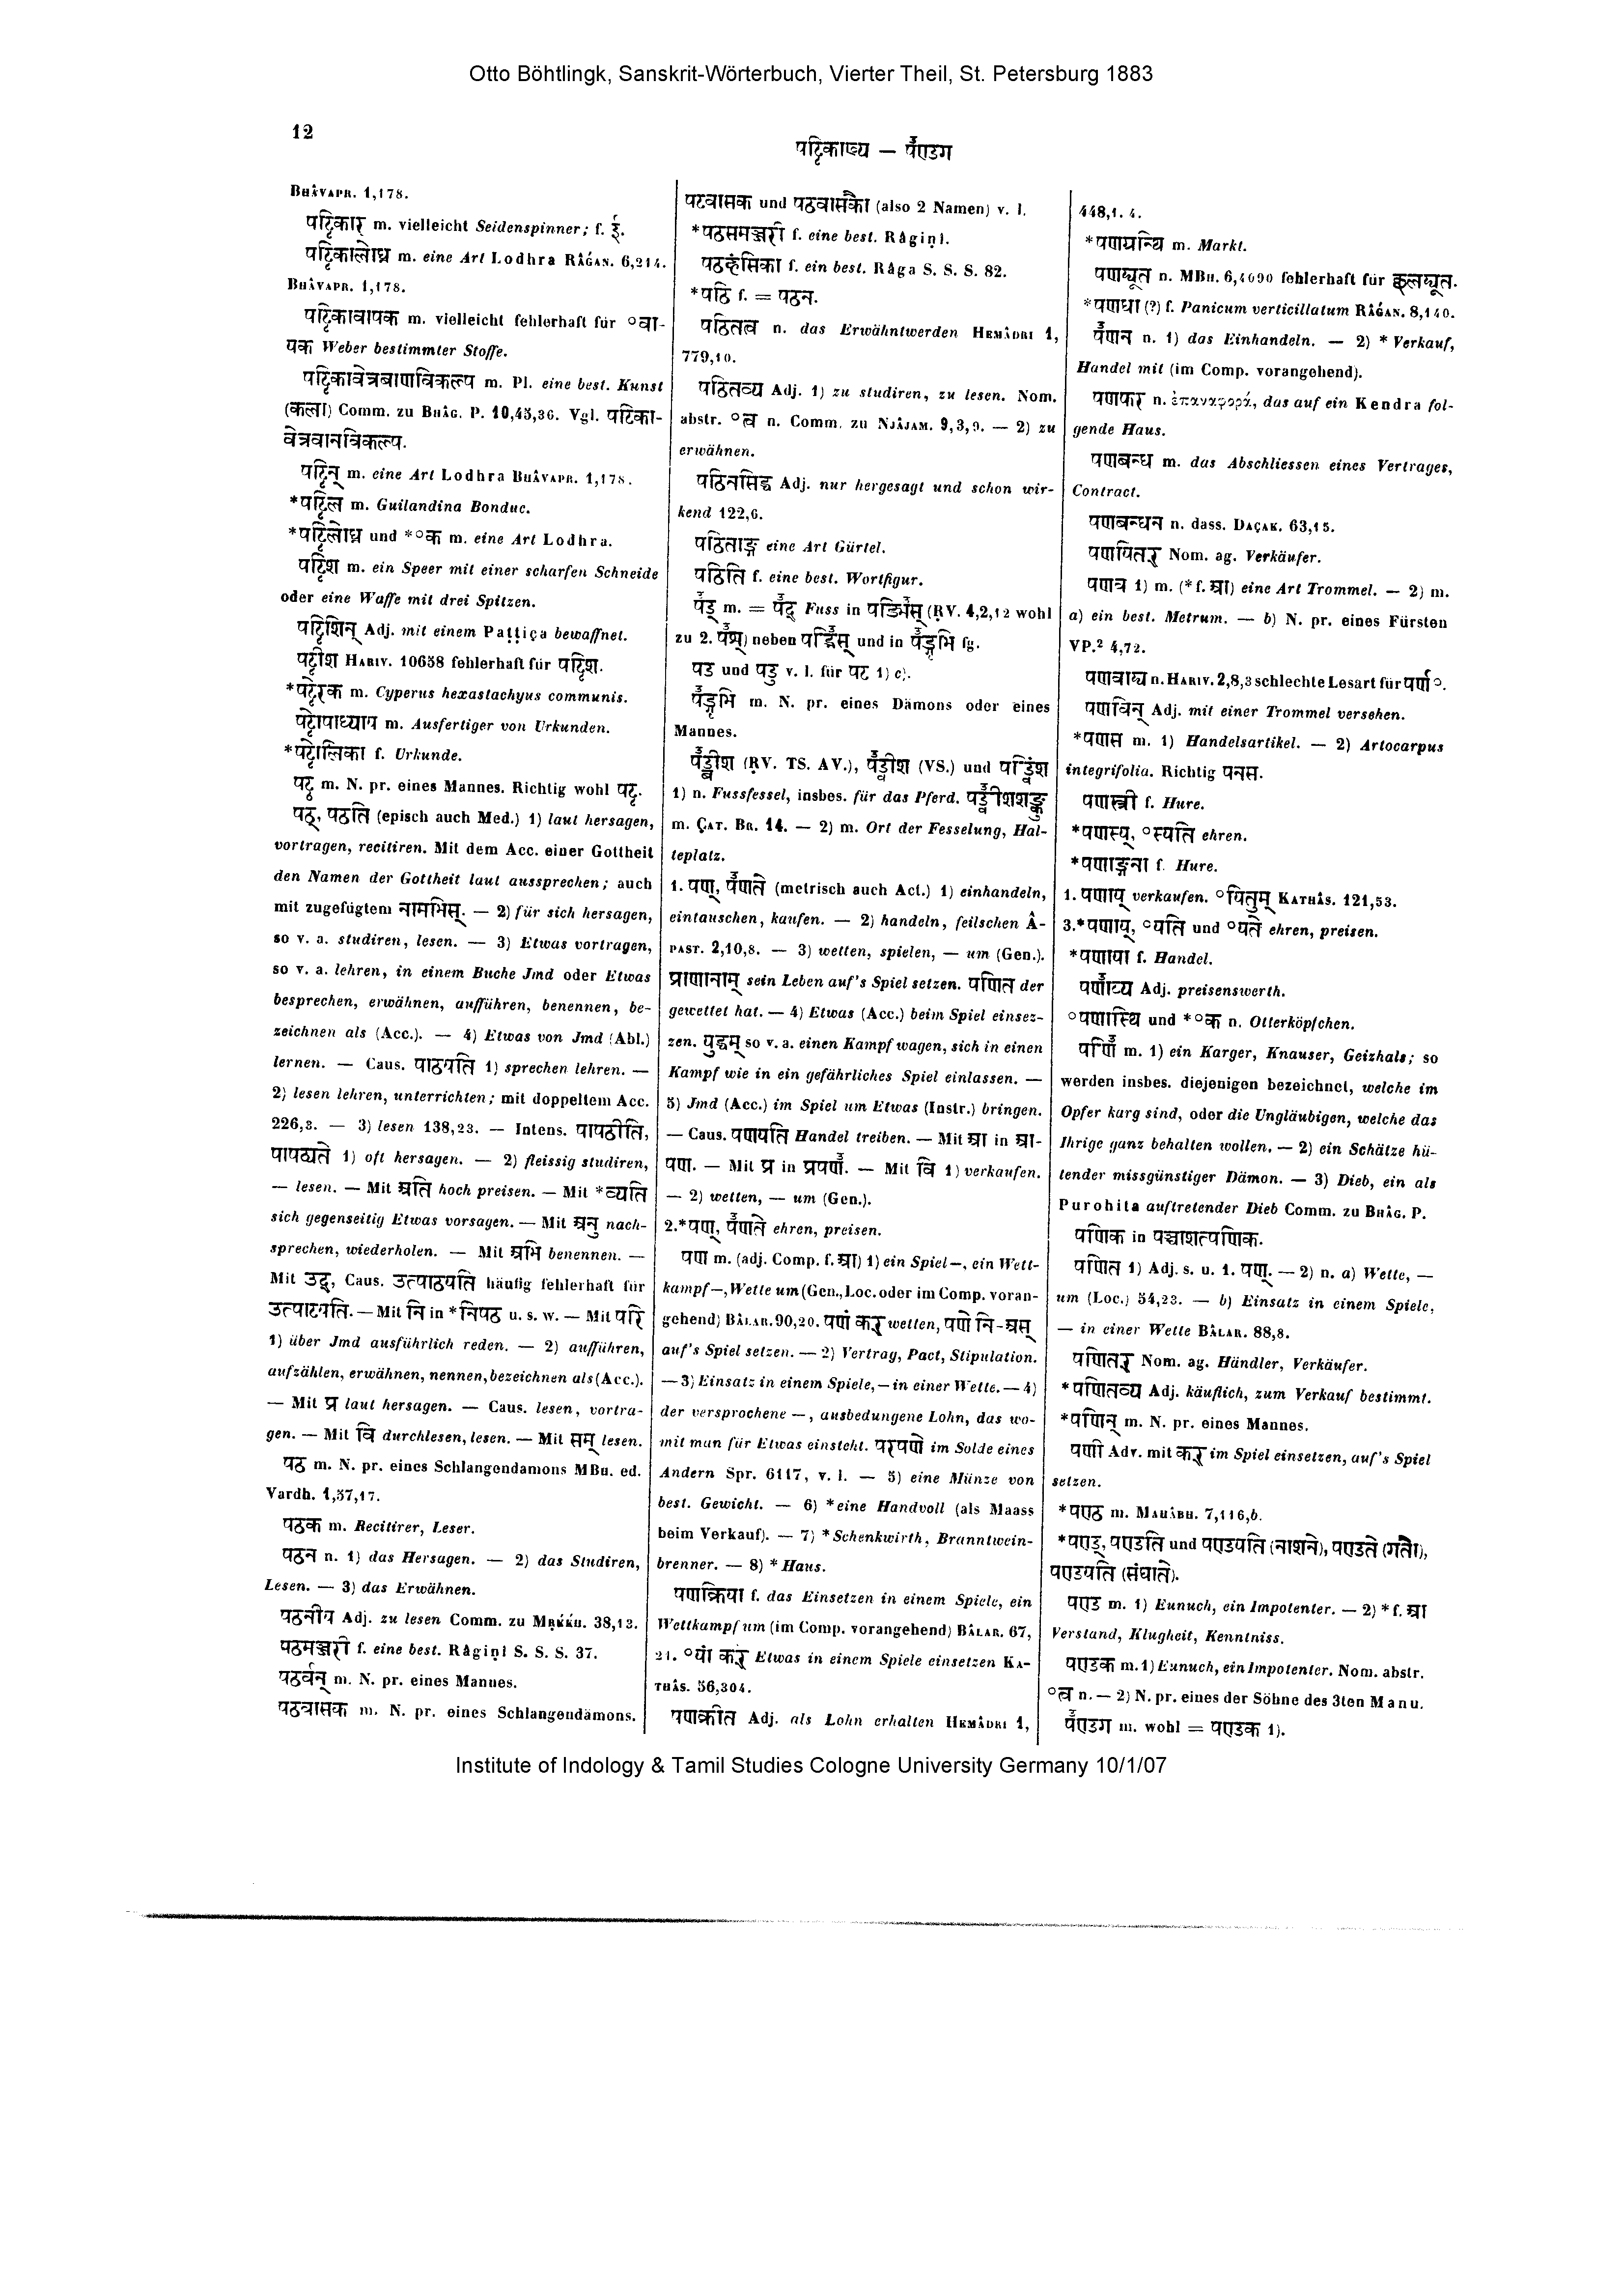 Otto Böhtlingk, Sanskrit-Wörterbuch, Vierter Theil, St. Petersburg 1883
12
पट्टिकाख्य — पँण्डग
Bhâvapr. 1,178.
पट्टिकार m. vielleicht Seidenspinner; f. ई.
पट्टिकालोध्र m. eine Art Lodhra Râgan. 6,214.
Bhâvapr. 1,178.
पट्टिकावापक m. vielleicht fehlerhaft für °वा-
यक Weber bestimmter Stoffe.
पट्टिकावेत्रबाणविकल्प m. Pl. eine best. Kunst
(कला) Comm. zu Bhâg. P. 10,45,36. Vgl. पटिका-
वेत्रवानविकल्प.
पट्टिन् m. eine Art Lodhra Bhâvapr. 1,178.
*पट्टिल m. Guilandina Bonduc.
*पट्टिलोध्र und *°क m. eine Art Lodhra.
पट्टिश m. ein Speer mit einer scharfen Schneide
oder eine Waffe mit drei Spitzen.
पट्टिशिन् Adj. mit einem Paṭṭiça bewaffnet.
पट्टीश Hariv. 10658 fehlerhaft für पट्टिश.
*पट्टेरक m. Cyperus hexastachyus communis.
पट्टोपाध्याय m. Ausfertiger von Urkunden.
*पट्टोलिका f. Urkunde.
पठु m. N. pr. eines Mannes. Richtig wohl पटु.
पठ्, पठति (episch auch Med.) 1) laut hersagen,
vortragen, recitiren. Mit dem Acc. einer Gottheit
den Namen der Gottheit laut aussprechen; auch
mit zugefügtem नामभिस्. — 2) für sich hersagen,
so v. a. studiren, lesen. — 3) Etwas vortragen,
so v. a. lehren, in einem Buche Jmd oder Etwas
besprechen, erwähnen, aufführen, benennen, be-
zeichnen als (Acc.). — 4) Etwas von Jmd (Abl.)
lernen. — Caus. पाठयति 1) sprechen lehren. —
2) lesen lehren, unterrichten; mit doppeltem Acc.
226,3. — 3) lesen 138,23. — Intens. पापठीति,
पापठ्यते 1) oft hersagen. — 2) fleissig studiren,
— lesen. — Mit प्रति hoch preisen. — Mit *व्यति
sich gegenseitig Etwas vorsagen. — Mit अनु nach-
sprechen, wiederholen. — Mit अभि benennen. —
Mit उद्, Caus. उत्पाठयति häufig fehlerhaft für
उत्पाटयति. — Mit नि in *निपठ u. s. w. — Mit परि
1) über Jmd ausführlich reden. — 2) aufführen,
aufzählen, erwähnen, nennen, bezeichnen als (Acc.).
— Mit प्र laut hersagen. — Caus. lesen, vortra-
gen. — Mit वि durchlesen, lesen. — Mit सम् lesen.
पठ m. N. pr. eines Schlangendämons MBh. ed.
Vardh. 1,57,17.
पठक m. Recitirer, Leser.
पठन n. 1) das Hersagen. — 2) das Studiren,
Lesen. — 3) das Erwähnen.
पठनीय Adj. zu lesen Comm. zu Mṛkkh. 38,13.
पठमञ्जरी f. eine best. Râgiṇî S. S. S. 37.
पठर्वन् m. N. pr. eines Mannes.
पठवासक m. N. pr. eines Schlangendämons.
पटवासक und पठवासकै (also 2 Namen) v. l.
*पठसमञ्जरी f. eine best. Râgiṇî.
पठहंसिका f. ein best. Râga S. S. S. 82.
*पठि f. = पठन.
पठितत्व n. das Erwähntwerden Hemâdri 1,
779,10.
पठितव्य Adj. 1) zu studiren, zu lesen. Nom.
abstr. °त्व n. Comm. zu Njâjam. 9,3,9. — 2) zu
erwähnen.
पठितसिद्ध Adj. nur hergesagt und schon wir-
kend 122,6.
पठिताङ्ग eine Art Gürtel.
पठिति f. eine best. Wortfigur.
पँड् m. = पँद् Fuss in पड्भिँस् (ṚV. 4,2,12 wohl
zu 2. पँश्) neben पद्भिँस् und in पँड्गृभि fg.
पड und पडु v. l. für पट 1) c).
पँड्गृभि m. N. pr. eines Dämons oder eines
Mannes.
पँड्बीश (ṚV. TS. AV.), पँड्वीश (VS.) und पड्विंश
1) n. Fussfessel, insbes. für das Pferd. पँड्बीशशङ्कु
m. Çat. Br. 14. — 2) m. Ort der Fesselung, Hal-
teplatz.
1. पण्, पँणते (metrisch auch Act.) 1) einhandeln,
eintauschen, kaufen. — 2) handeln, feilschen Â-
past. 2,10,8. — 3) wetten, spielen, — um (Gen.).
प्राणानाम् sein Leben auf's Spiel setzen. पणित der
gewettet hat. — 4) Etwas (Acc.) beim Spiel einset-
zen. युद्धम् so v. a. einen Kampf wagen, sich in einen
Kampf wie in ein gefährliches Spiel einlassen. —
5) Jmd (Acc.) im Spiel um Etwas (Instr.) bringen.
— Caus. पणयति Handel treiben. — Mit आ in आ-
पण. — Mit प्र in प्रपणँ. — Mit वि 1) verkaufen.
— 2) wetten, — um (Gen.).
2.*पण्, पँणते ehren, preisen.
पण m. (adj. Comp. f. आ) 1) ein Spiel—, ein Wett-
kampf—, Wette um (Gen., Loc. oder im Comp. voran-
gehend) Bâlar. 90,20. पणं कर् wetten, पणे नि-अस्
auf's Spiel setzen. — 2) Vertrag, Pact, Stipulation.
— 3) Einsatz in einem Spiele, — in einer Wette. — 4)
der versprochene —, ausbedungene Lohn, das wo-
mit man für Etwas einsteht. परपणे im Solde eines
Andern Spr. 6117, v. l. — 5) eine Münze von
best. Gewicht. — 6) *eine Handvoll (als Maass
beim Verkauf). — 7) *Schenkwirth, Branntwein-
brenner. — 8) *Haus.
पणक्रिया f. das Einsetzen in einem Spiele, ein
Wettkampf um (im Comp. vorangehend) Bâlar. 67,
21. °यां कर् Etwas in einem Spiele einsetzen Ka-
thâs. 56,304.
पणक्रीत Adj. als Lohn erhalten Hemâdri 1,
448,1. 4.
*पणग्रन्थि m. Markt.
पणद्यूत n. MBh. 6,4090 fehlerhaft für कुलद्यूत.
*पणधा (?) f. Panicum verticillatum Râgan. 8,140.
पँणन n. 1) das Einhandeln. — 2) *Verkauf,
Handel mit (im Comp. vorangehend).
पणफर n. ἐπαναφορά, das auf ein Kendra fol-
gende Haus.
पणबन्ध m. das Abschliessen eines Vertrages,
Contract.
पणबन्धन n. dass. Daçak. 63,15.
पणयितर् Nom. ag. Verkäufer.
पणव 1) m. (*f. आ) eine Art Trommel. — 2) m.
a) ein best. Metrum. — b) N. pr. eines Fürsten
VP.² 4,72.
पणवाद्य n. Hariv. 2,8,3 schlechte Lesart für पर्ण°.
पणविन् Adj. mit einer Trommel versehen.
*पणस m. 1) Handelsartikel. — 2) Artocarpus
integrifolia. Richtig पनस.
पणस्त्री f. Hure.
*पणस्य्, °स्यति ehren.
*पणाङ्गना f. Hure.
1. पणाय् verkaufen. °यितुम् Kathâs. 121,53.
3.*पणाय्, °यति und °यते ehren, preisen.
*पणाया f. Handel.
पणाँय्य Adj. preisenswerth.
°पणास्थि und *°क n. Otterköpfchen.
पणिँ m. 1) ein Karger, Knauser, Geizhals; so
werden insbes. diejenigen bezeichnet, welche im
Opfer karg sind, oder die Ungläubigen, welche das
Ihrige ganz behalten wollen. — 2) ein Schätze hü-
tender missgünstiger Dämon. — 3) Dieb, ein als
Purohita auftretender Dieb Comm. zu Bhâg. P.
पणिक in पञ्चाशत्पणिक.
पणित 1) Adj. s. u. 1. पण्. — 2) n. a) Wette, —
um (Loc.) 54,23. — b) Einsatz in einem Spiele,
— in einer Wette Bâlar. 88,8.
पणितर् Nom. ag. Händler, Verkäufer.
*पणितव्य Adj. käuflich, zum Verkauf bestimmt.
*पणिन् m. N. pr. eines Mannes.
पणी Adv. mit कर् im Spiel einsetzen, auf's Spiel
setzen.
*पण्ठ m. Mahâbh. 7,116,b.
*पण्ड्, पण्डति und पण्डयति (नाशने), पण्डते (गतौ),
पण्डयति (संघाते).
पण्ड m. 1) Eunuch, ein Impotenter. — 2) *f. आ
Verstand, Klugheit, Kenntniss.
पण्डक m. 1) Eunuch, ein Impotenter. Nom. abstr.
°त्व n. — 2) N. pr. eines der Söhne des 3ten Manu.
पँण्डग m. wohl = पण्डक 1).
Institute of Indology & Tamil Studies Cologne University Germany 10/1/07